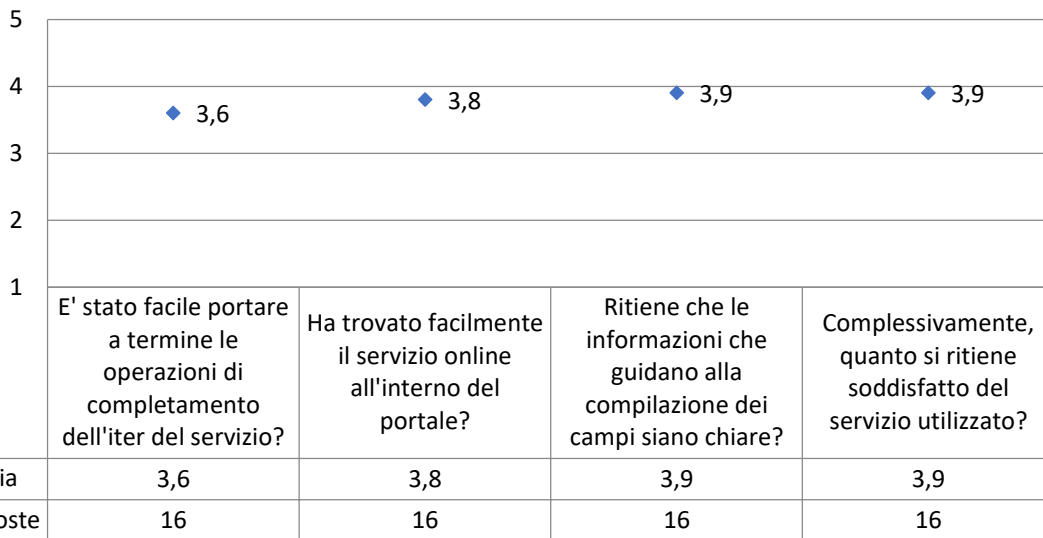 5
4
3
2
1
3,6
3,8
3,9
3,9
E' stato facile portare
a termine le
operazioni di
completamento
dell'iter del servizio?
Ha trovato facilmente
il servizio online
all'interno del
portale?
Ritiene che le
informazioni che
guidano alla
compilazione dei
campi siano chiare?
Complessivamente,
quanto si ritiene
soddisfatto del
servizio utilizzato?
ia 3,6 3,8 3,9 3,9
oste 16 16 16 16